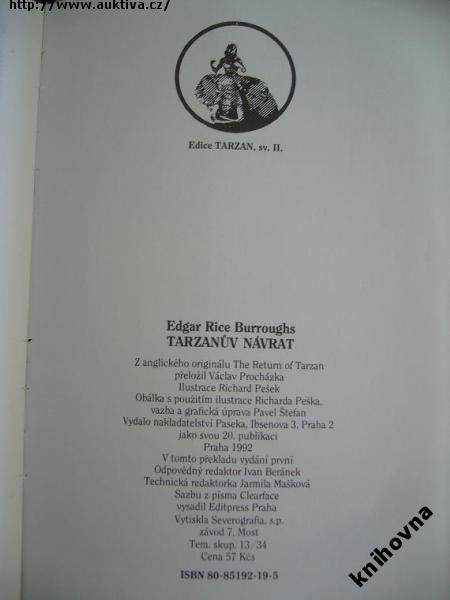 http://www.auktiva.cz/
Edice TARZAN, sv. II.
Edgar Rice Burroughs
TARZANŮV NÁVRAT
Z anglického originálu The Return of Tarzan
přeložil Václav Procházka
Ilustrace Richard Pešek
Obálka s použitím ilustrace Richarda Peška,
vazba a grafická úprava Pavel Štefan
Vydalo nakladatelství Paseka, Ibsenova 3, Praha 2
jako svou 20. publikaci
Praha 1992
V tomto překladu vydání první
Odpovědný redaktor Ivan Beránek
Technická redaktorka Jarmila Mašková
Sazbu z písma Clearface
vysadil Editpress Praha
Vytiskla Severografia, s.p.
závod 7, Most
Tem. skup. 13/34
Cena 57 Kčs
ISBN 80-85192-19-5
knihovna